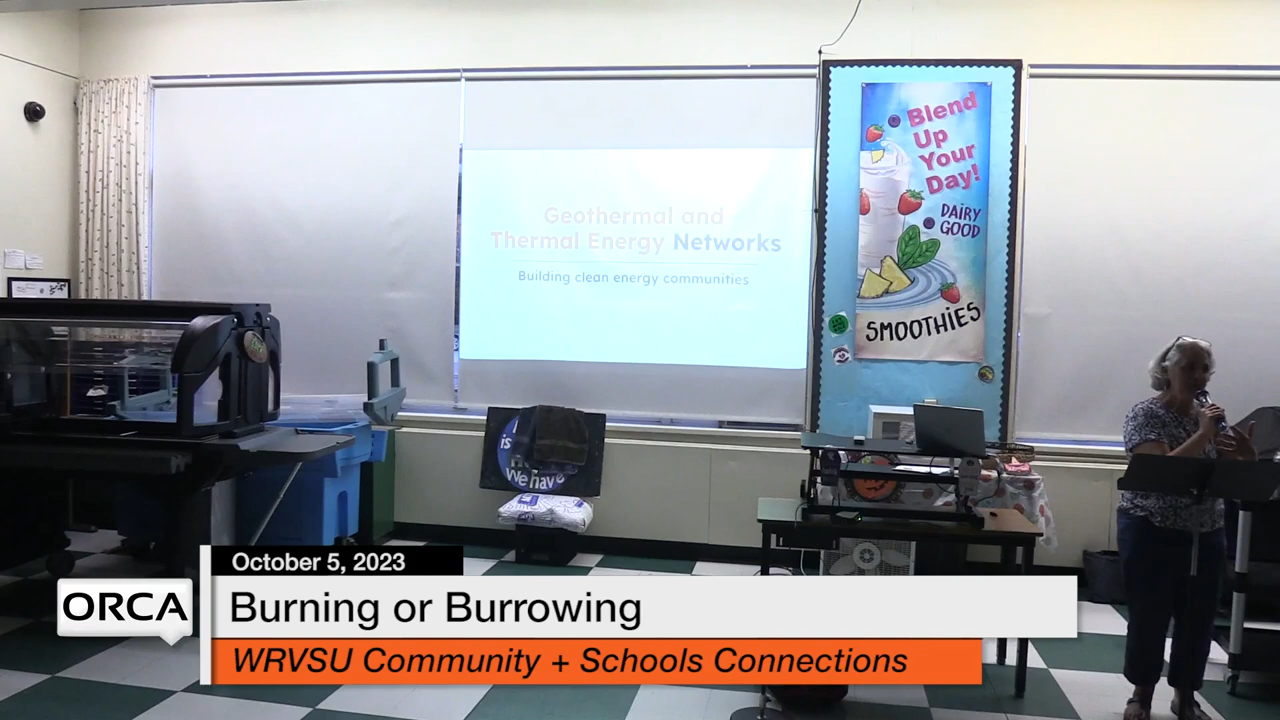 Geothermal and
Thermal Energy Networks
Building clean energy communities
Blend
Up
Your
Day!
DAIRY
GOOD
SMOOTHIES
is
We have
October 5, 2023
ORCA
Burning or Burrowing
WRVSU Community + Schools Connections